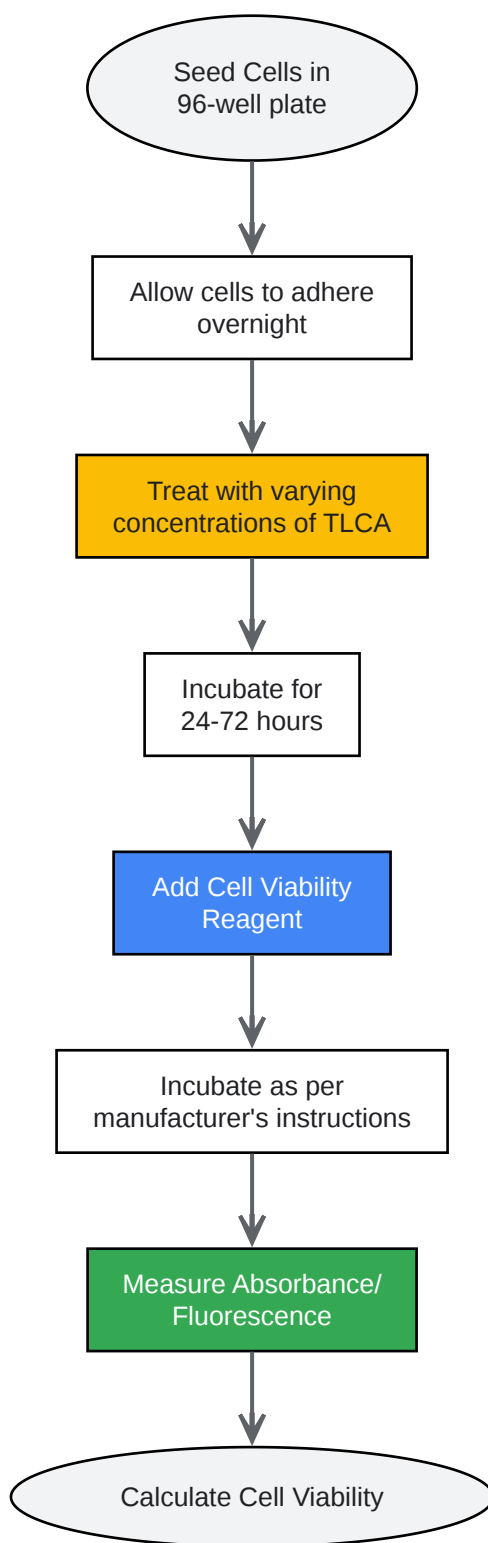 Seed Cells in
96-well plate
Allow cells to adhere
overnight
Treat with varying
concentrations of TLCA
Incubate for
24-72 hours
Add Cell Viability
Reagent
Incubate as per
manufacturer's instructions
Measure Absorbance/
Fluorescence
Calculate Cell Viability